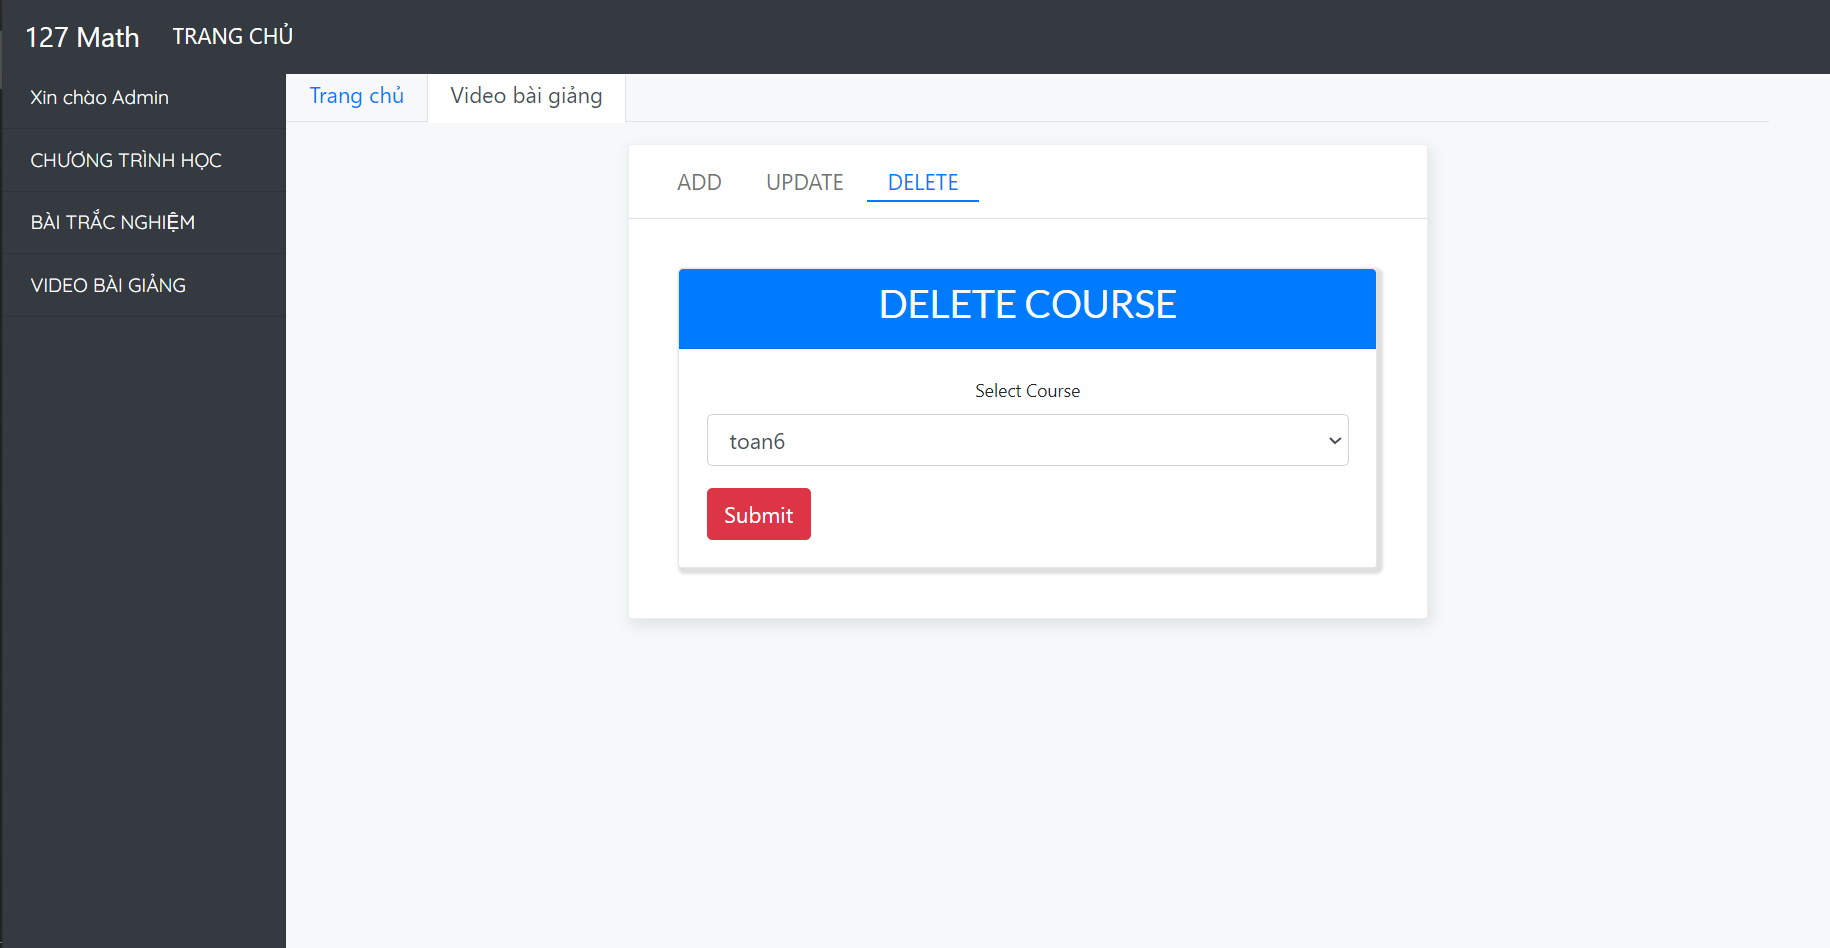 127 Math TRANG CHỦ
Xin chào Admin
CHƯƠNG TRÌNH HỌC
BÀI TRẮC NGHIỆM
VIDEO BÀI GIẢNG
Trang chủ Video bài giảng
ADD UPDATE DELETE
DELETE COURSE
Select Course
toan6
Submit